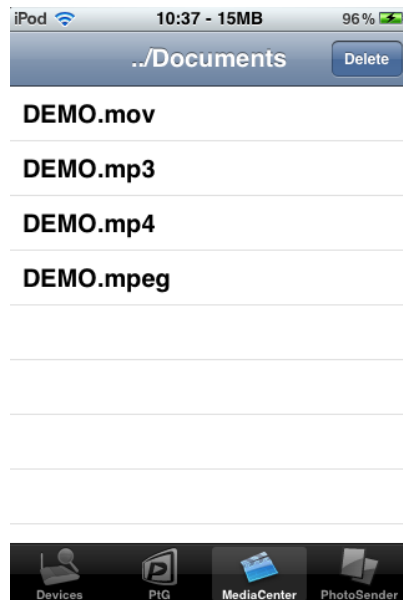 iPod 10:37 - 15MB 96%
../Documents Delete
DEMO.mov
DEMO.mp3
DEMO.mp4
DEMO.mpeg
Devices PtG MediaCenter PhotoSender